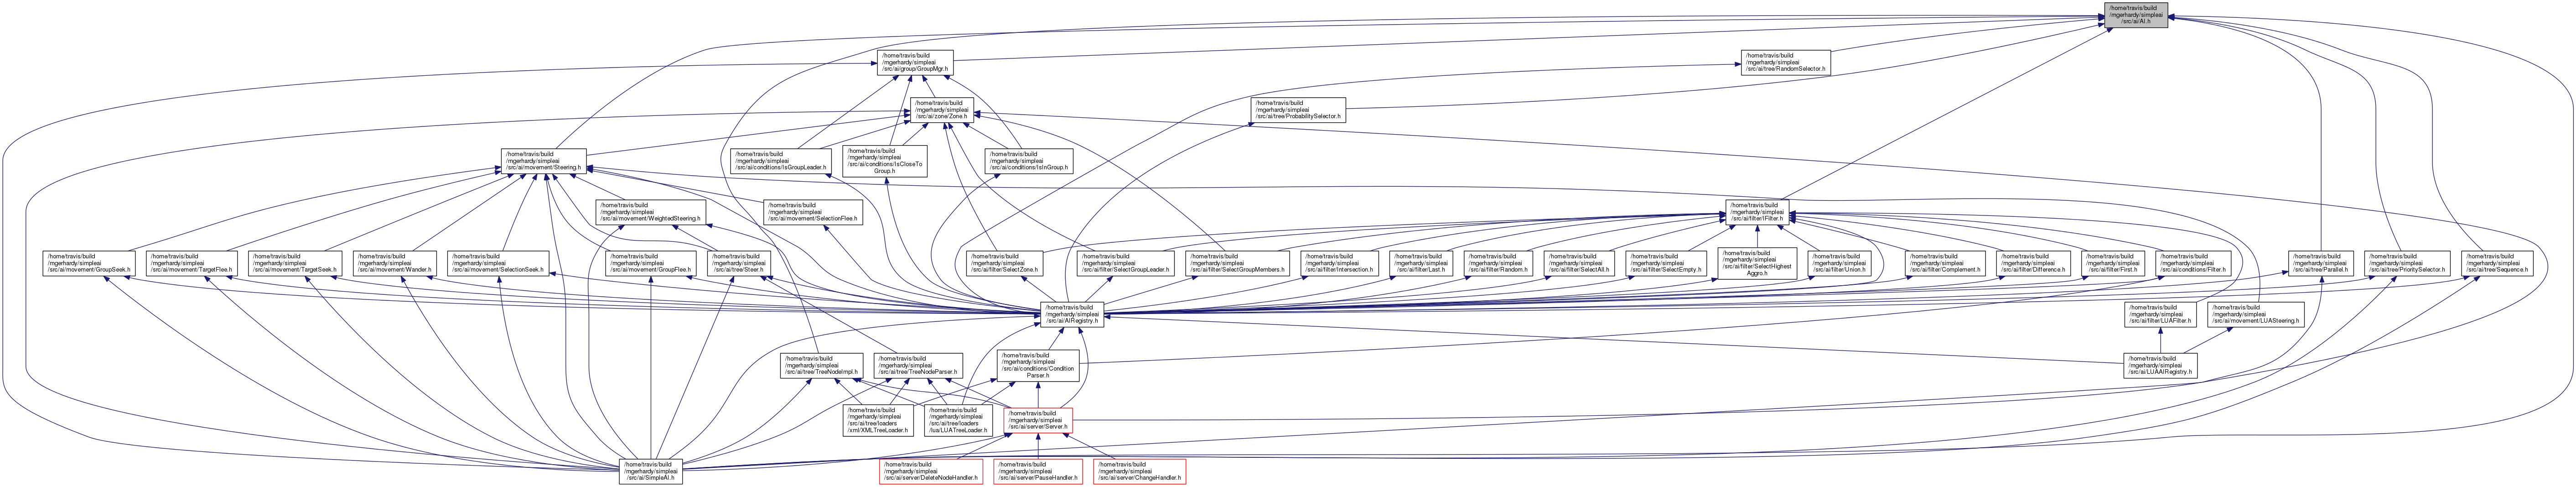 /home/travis/build
/mgerhardy/simpleai
/src/ai/AI.h
/home/travis/build
/mgerhardy/simpleai
/src/ai/group/GroupMgr.h
/home/travis/build
/mgerhardy/simpleai
/src/ai/tree/RandomSelector.h
/home/travis/build
/mgerhardy/simpleai
/src/ai/zone/Zone.h
/home/travis/build
/mgerhardy/simpleai
/src/ai/tree/ProbabilitySelector.h
/home/travis/build
/mgerhardy/simpleai
/src/ai/movement/Steering.h
/home/travis/build
/mgerhardy/simpleai
/src/ai/conditions/IsGroupLeader.h
/home/travis/build
/mgerhardy/simpleai
/src/ai/conditions/IsCloseTo
Group.h
/home/travis/build
/mgerhardy/simpleai
/src/ai/conditions/IsInGroup.h
/home/travis/build
/mgerhardy/simpleai
/src/ai/movement/WeightedSteering.h
/home/travis/build
/mgerhardy/simpleai
/src/ai/movement/SelectionFlee.h
/home/travis/build
/mgerhardy/simpleai
/src/ai/filter/IFilter.h
/home/travis/build
/mgerhardy/simpleai
/src/ai/movement/GroupSeek.h
/home/travis/build
/mgerhardy/simpleai
/src/ai/movement/TargetFlee.h
/home/travis/build
/mgerhardy/simpleai
/src/ai/movement/TargetSeek.h
/home/travis/build
/mgerhardy/simpleai
/src/ai/movement/Wander.h
/home/travis/build
/mgerhardy/simpleai
/src/ai/movement/SelectionSeek.h
/home/travis/build
/mgerhardy/simpleai
/src/ai/movement/GroupFlee.h
/home/travis/build
/mgerhardy/simpleai
/src/ai/tree/Steer.h
/home/travis/build
/mgerhardy/simpleai
/src/ai/filter/SelectZone.h
/home/travis/build
/mgerhardy/simpleai
/src/ai/filter/SelectGroupLeader.h
/home/travis/build
/mgerhardy/simpleai
/src/ai/filter/SelectGroupMembers.h
/home/travis/build
/mgerhardy/simpleai
/src/ai/filter/Intersection.h
/home/travis/build
/mgerhardy/simpleai
/src/ai/filter/Last.h
/home/travis/build
/mgerhardy/simpleai
/src/ai/filter/Random.h
/home/travis/build
/mgerhardy/simpleai
/src/ai/filter/SelectAll.h
/home/travis/build
/mgerhardy/simpleai
/src/ai/filter/SelectEmpty.h
/home/travis/build
/mgerhardy/simpleai
/src/ai/filter/SelectHighest
Aggro.h
/home/travis/build
/mgerhardy/simpleai
/src/ai/filter/Union.h
/home/travis/build
/mgerhardy/simpleai
/src/ai/filter/Complement.h
/home/travis/build
/mgerhardy/simpleai
/src/ai/filter/Difference.h
/home/travis/build
/mgerhardy/simpleai
/src/ai/filter/First.h
/home/travis/build
/mgerhardy/simpleai
/src/ai/conditions/Filter.h
/home/travis/build
/mgerhardy/simpleai
/src/ai/tree/Parallel.h
/home/travis/build
/mgerhardy/simpleai
/src/ai/tree/PrioritySelector.h
/home/travis/build
/mgerhardy/simpleai
/src/ai/tree/Sequence.h
/home/travis/build
/mgerhardy/simpleai
/src/ai/AIRegistry.h
/home/travis/build
/mgerhardy/simpleai
/src/ai/filter/LUAFilter.h
/home/travis/build
/mgerhardy/simpleai
/src/ai/movement/LUASteering.h
/home/travis/build
/mgerhardy/simpleai
/src/ai/tree/TreeNodeImpl.h
/home/travis/build
/mgerhardy/simpleai
/src/ai/tree/TreeNodeParser.h
/home/travis/build
/mgerhardy/simpleai
/src/ai/conditions/Condition
Parser.h
/home/travis/build
/mgerhardy/simpleai
/src/ai/LUAAIRegistry.h
/home/travis/build
/mgerhardy/simpleai
/src/ai/tree/loaders
/xml/XMLTreeLoader.h
/home/travis/build
/mgerhardy/simpleai
/src/ai/tree/loaders
/lua/LUATreeLoader.h
/home/travis/build
/mgerhardy/simpleai
/src/ai/server/Server.h
/home/travis/build
/mgerhardy/simpleai
/src/ai/SimpleAI.h
/home/travis/build
/mgerhardy/simpleai
/src/ai/server/DeleteNodeHandler.h
/home/travis/build
/mgerhardy/simpleai
/src/ai/server/PauseHandler.h
/home/travis/build
/mgerhardy/simpleai
/src/ai/server/ChangeHandler.h